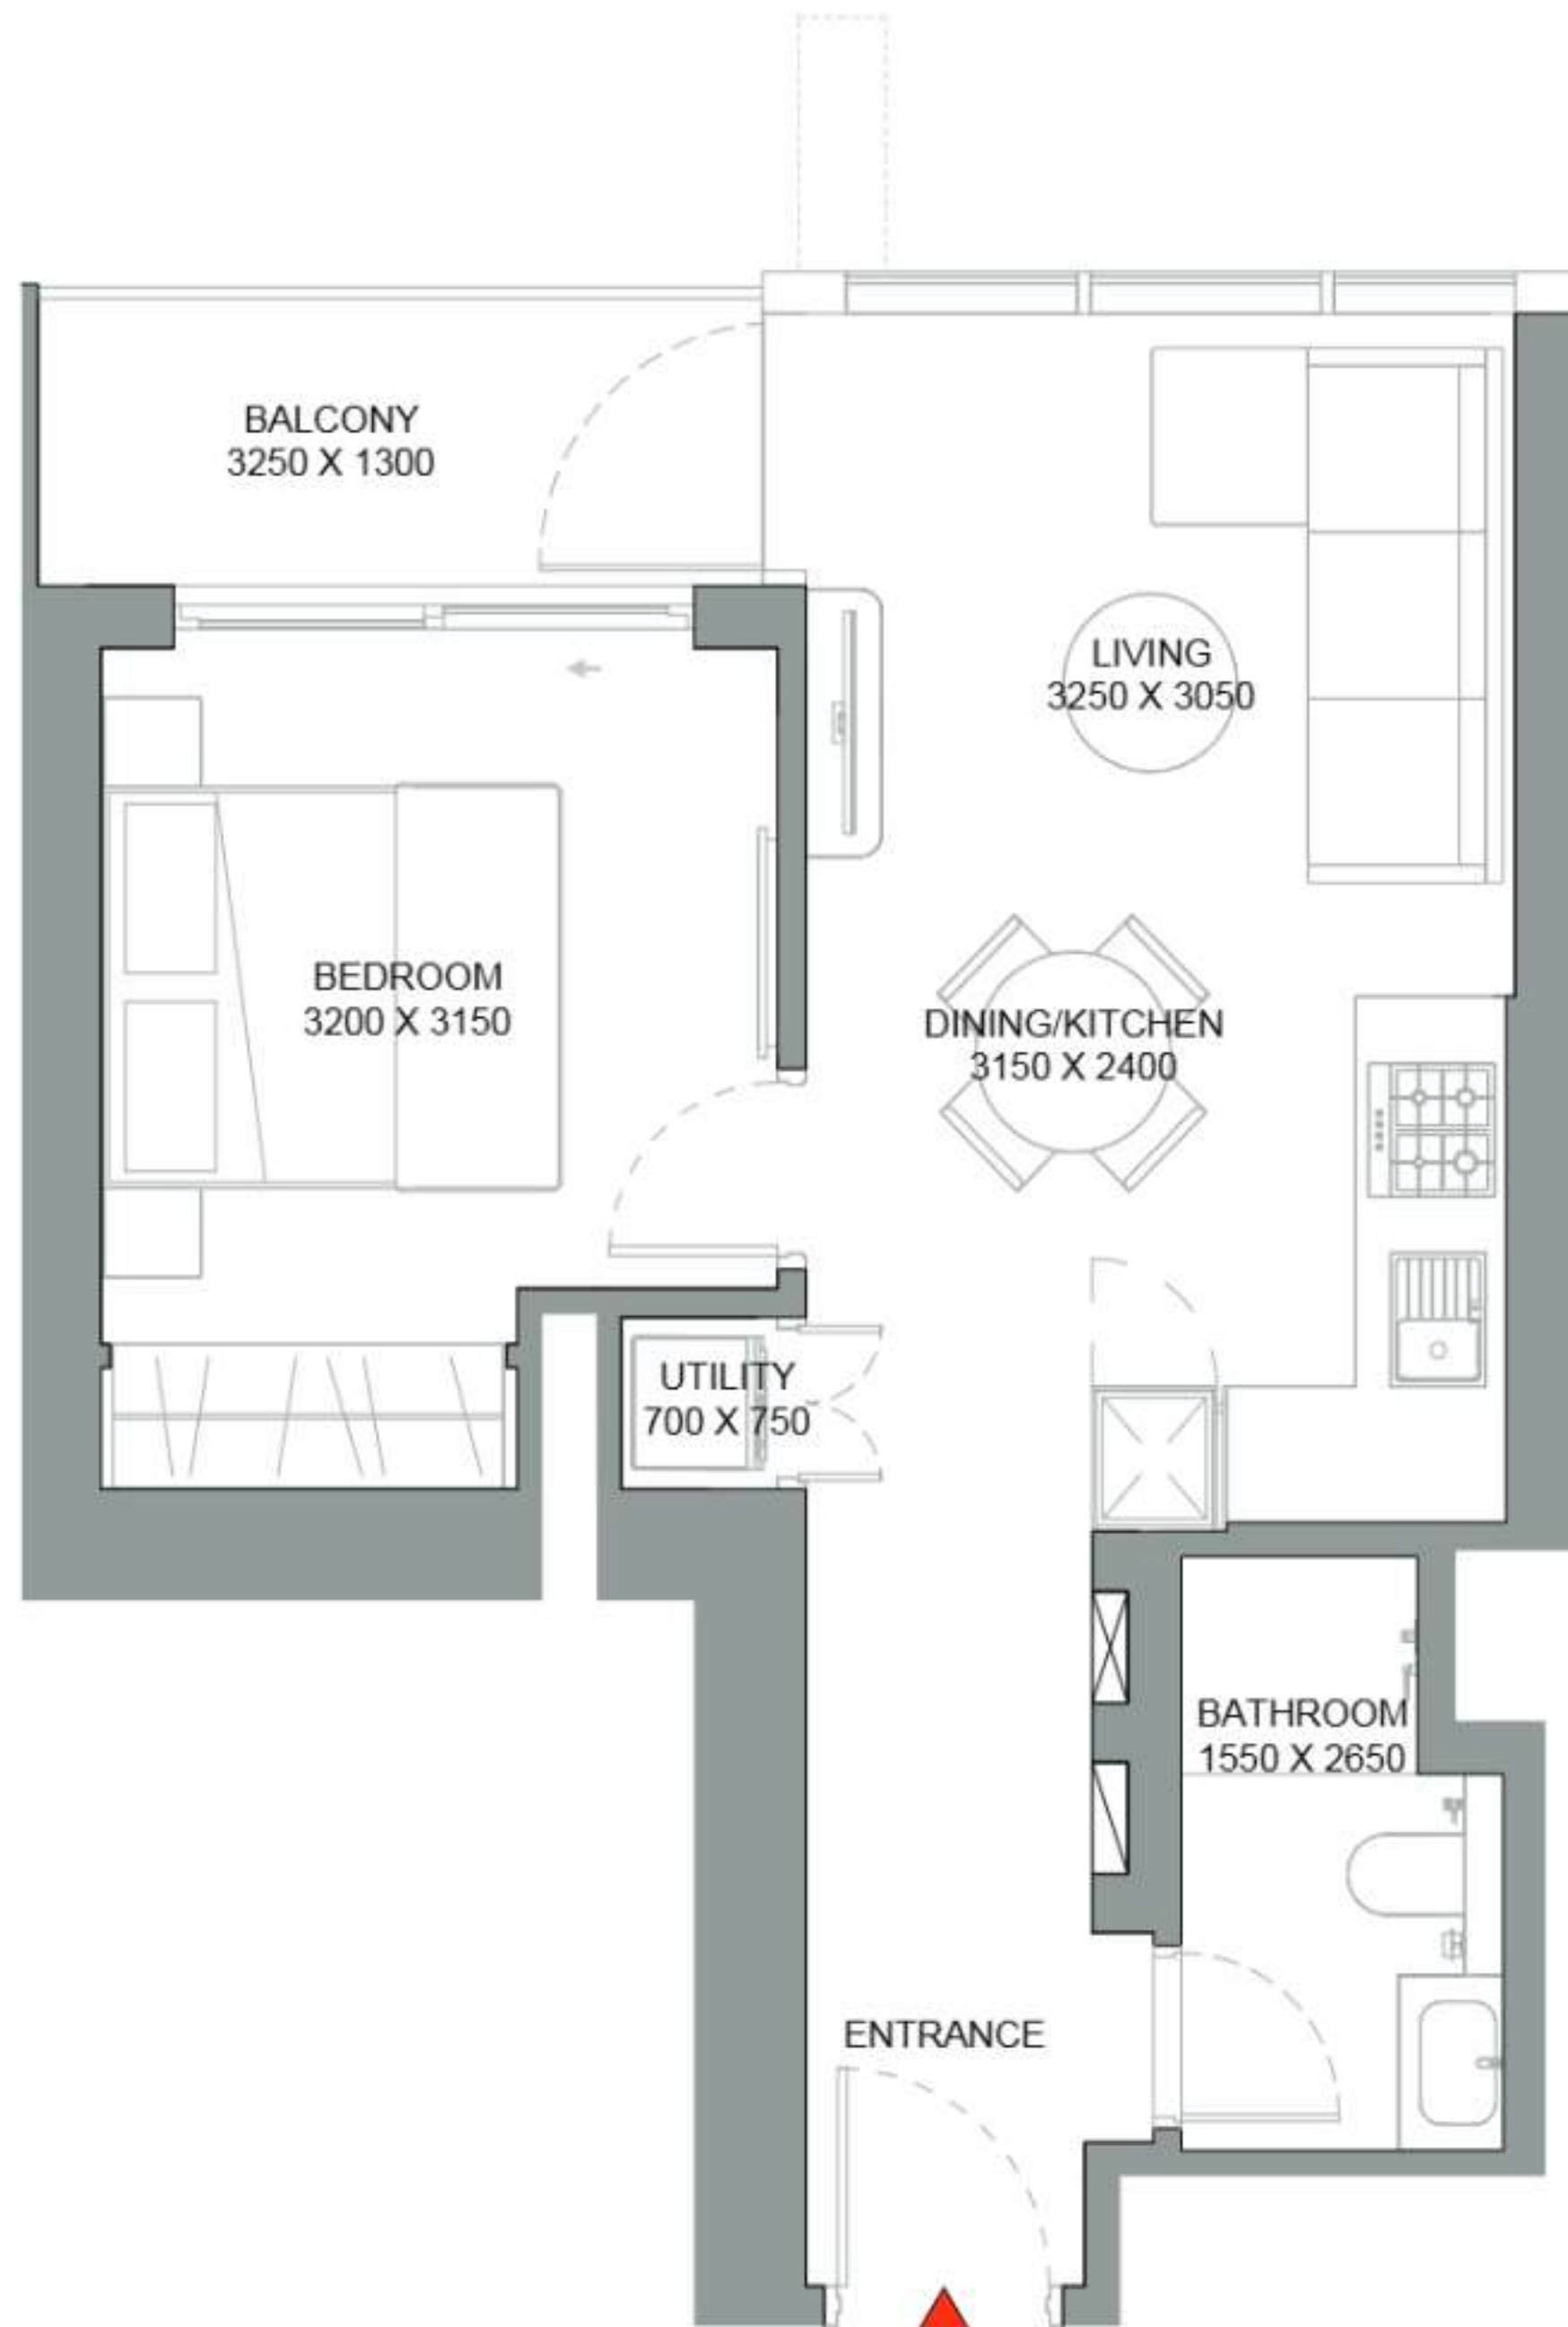 BALCONY
3250 X 1300
LIVING
3250 X 3050
BEDROOM
3200 X 3150
DINING/KITCHEN
3150 X 2400
UTILITY
700 X 750
BATHROOM
1550 X 2650
ENTRANCE